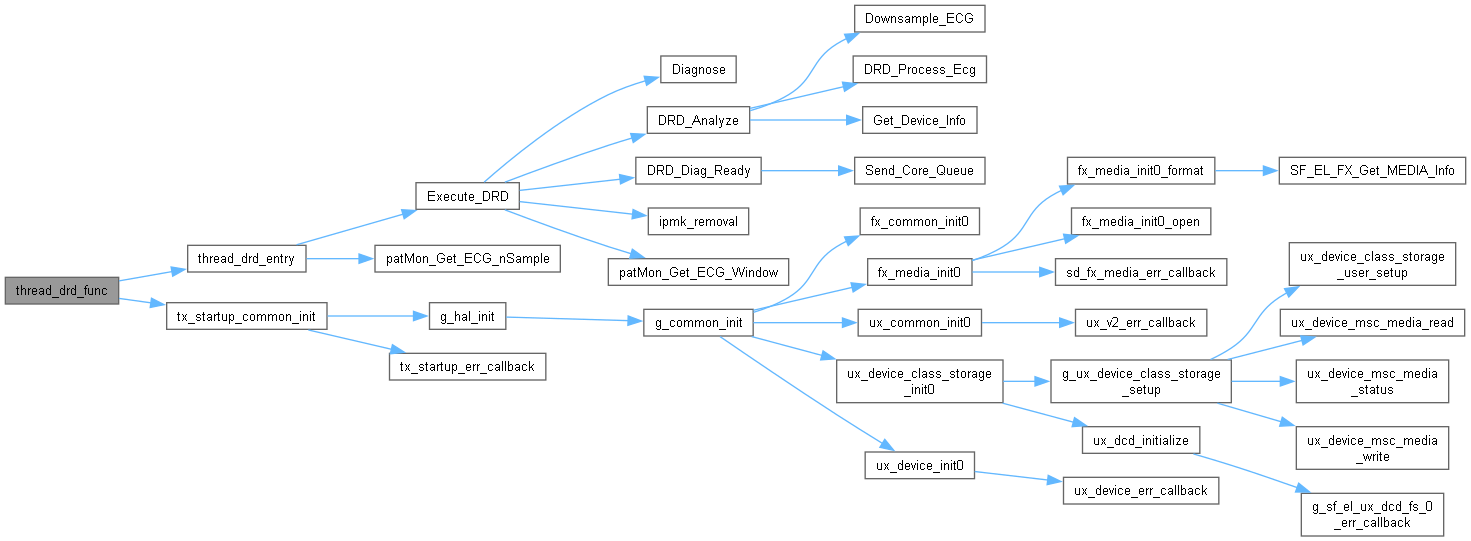 Downsample_ECG
Diagnose
DRD_Process_Ecg
DRD_Analyze
Get_Device_Info
DRD_Diag_Ready
Send_Core_Queue
fx_media_init0_format
SF_EL_FX_Get_MEDIA_Info
Execute_DRD
ipmk_removal
fx_common_init0
fx_media_init0_open
thread_drd_entry
patMon_Get_ECG_nSample
patMon_Get_ECG_Window
fx_media_init0
sd_fx_media_err_callback
ux_device_class_storage
_user_setup
thread_drd_func
tx_startup_common_init
g_hal_init
g_common_init
ux_common_init0
ux_v2_err_callback
ux_device_msc_media_read
tx_startup_err_callback
ux_device_class_storage
_init0
g_ux_device_class_storage
_setup
ux_device_msc_media
_status
ux_dcd_initialize
ux_device_msc_media
_write
ux_device_init0
ux_device_err_callback
g_sf_el_ux_dcd_fs_0
_err_callback